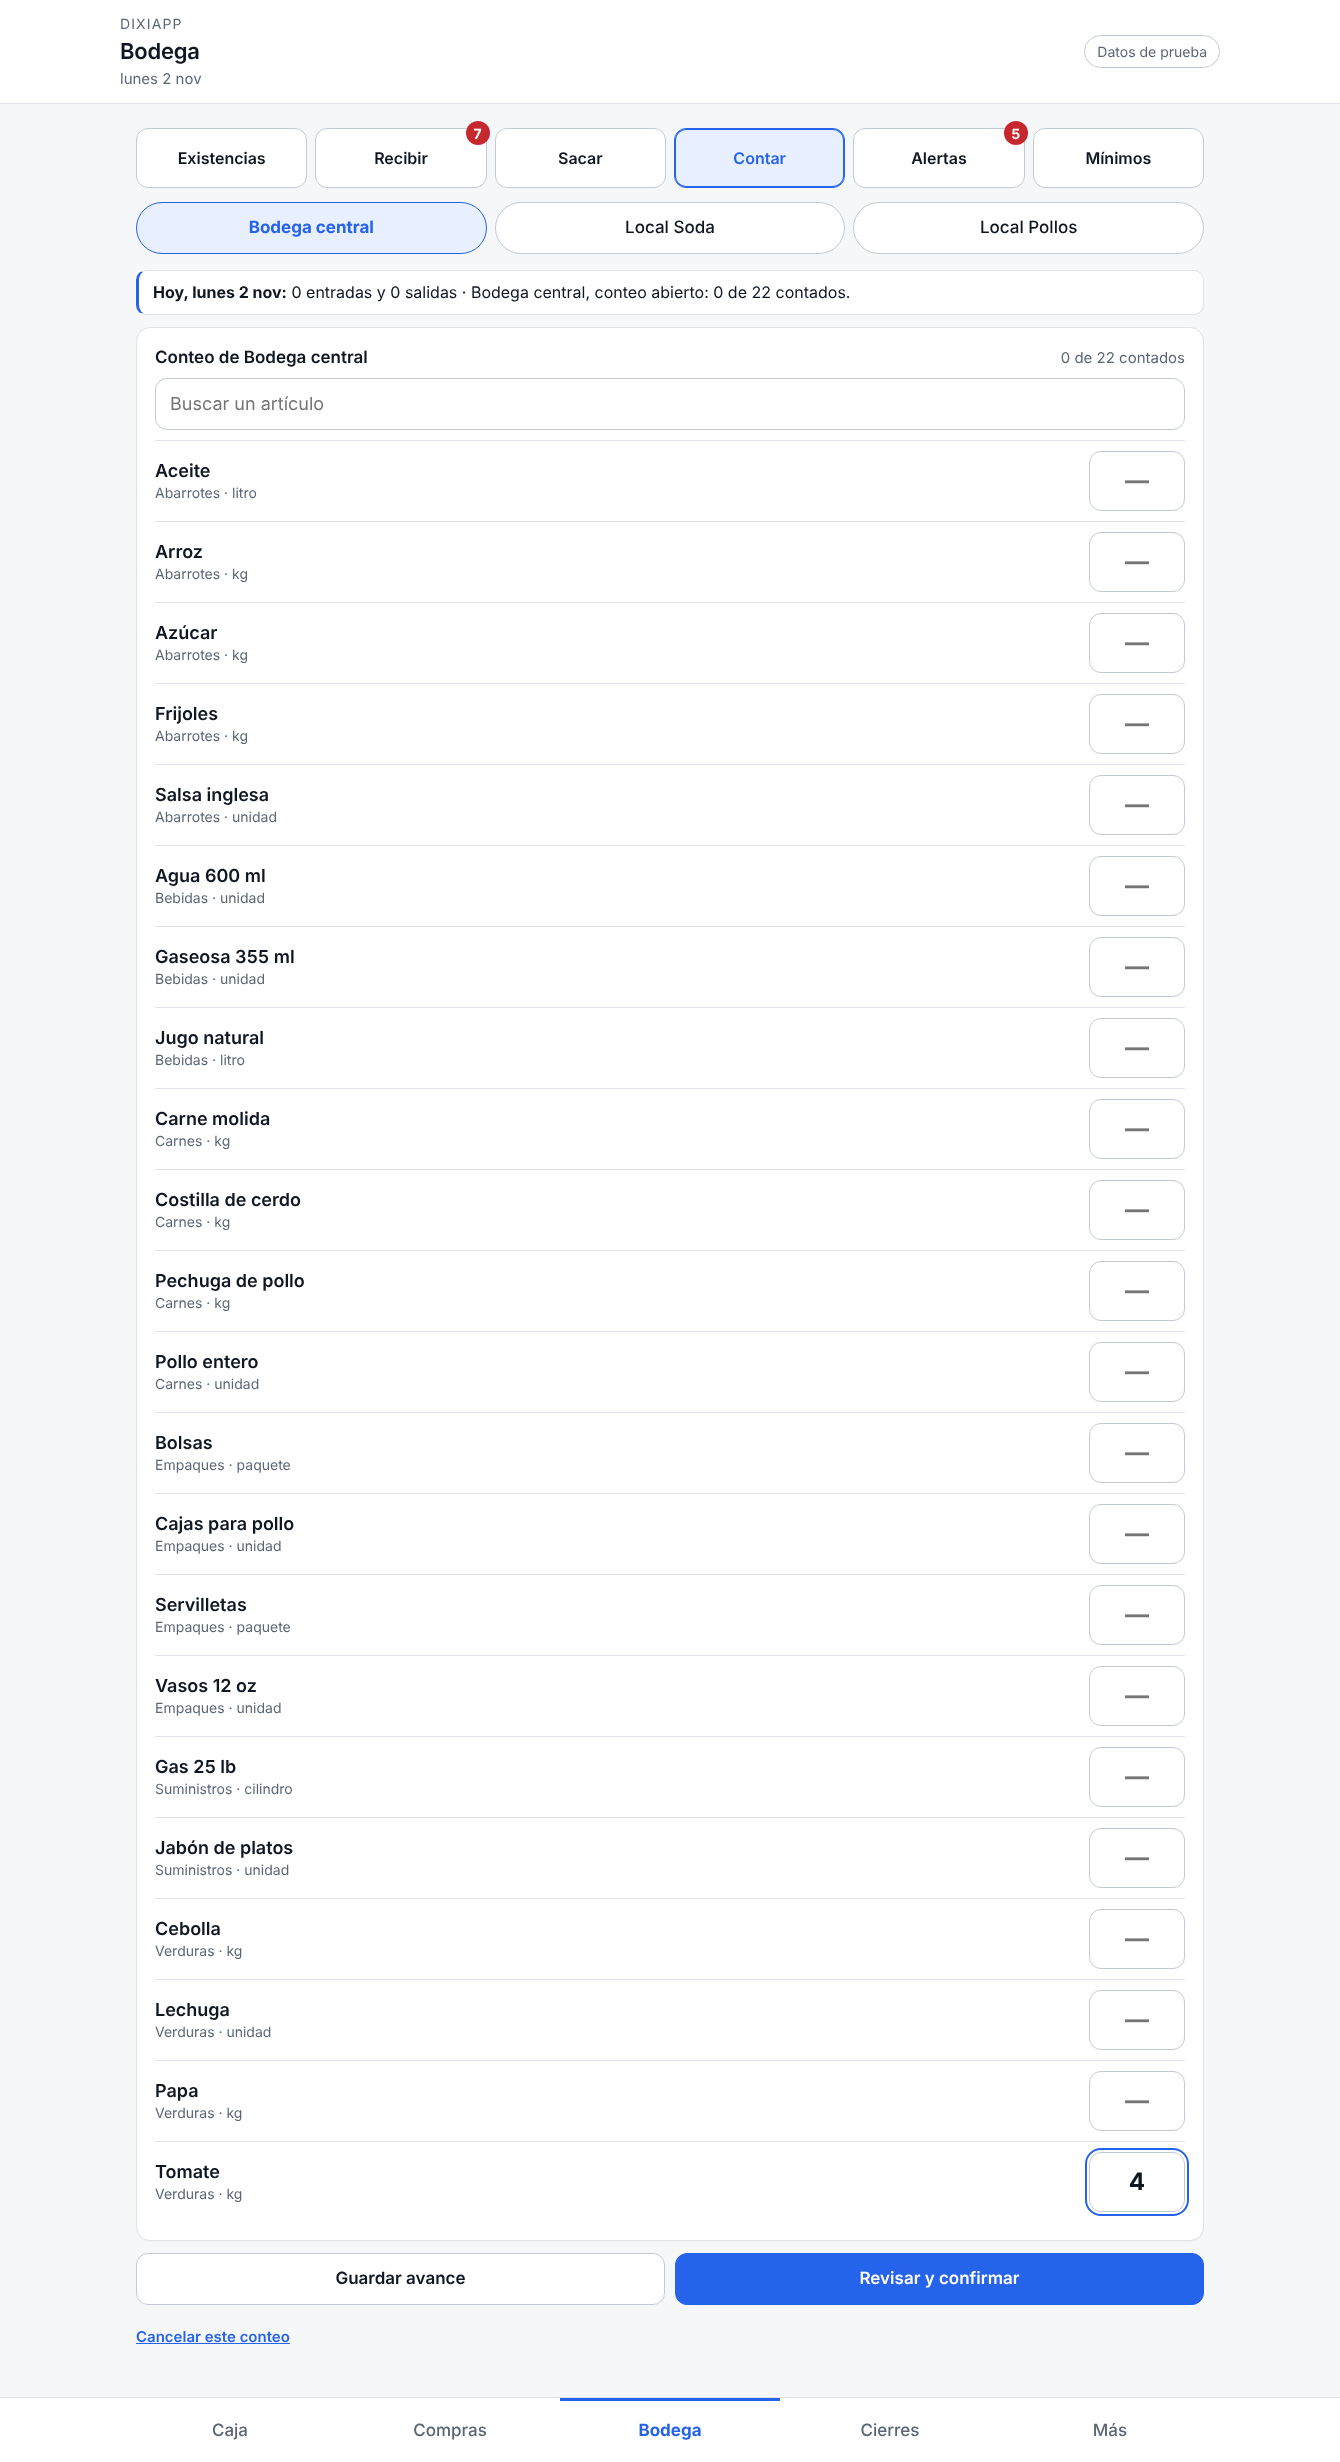 DIXIAPP
Bodega
lunes 2 nov
Datos de prueba
Existencias
Recibir
7
Sacar
Contar
Alertas
5
Mínimos
Bodega central
Local Soda
Local Pollos
Hoy, lunes 2 nov: 0 entradas y 0 salidas · Bodega central, conteo abierto: 0 de 22 contados.
Conteo de Bodega central
0 de 22 contados
Buscar un artículo
Aceite
Abarrotes · litro
—
Arroz
Abarrotes · kg
—
Azúcar
Abarrotes · kg
—
Frijoles
Abarrotes · kg
—
Salsa inglesa
Abarrotes · unidad
—
Agua 600 ml
Bebidas · unidad
—
Gaseosa 355 ml
Bebidas · unidad
—
Jugo natural
Bebidas · litro
—
Carne molida
Carnes · kg
—
Costilla de cerdo
Carnes · kg
—
Pechuga de pollo
Carnes · kg
—
Pollo entero
Carnes · unidad
—
Bolsas
Empaques · paquete
—
Cajas para pollo
Empaques · unidad
—
Servilletas
Empaques · paquete
—
Vasos 12 oz
Empaques · unidad
—
Gas 25 lb
Suministros · cilindro
—
Jabón de platos
Suministros · unidad
—
Cebolla
Verduras · kg
—
Lechuga
Verduras · unidad
—
Papa
Verduras · kg
—
Tomate
Verduras · kg
4
Guardar avance
Revisar y confirmar
Cancelar este conteo
Caja
Compras
Bodega
Cierres
Más